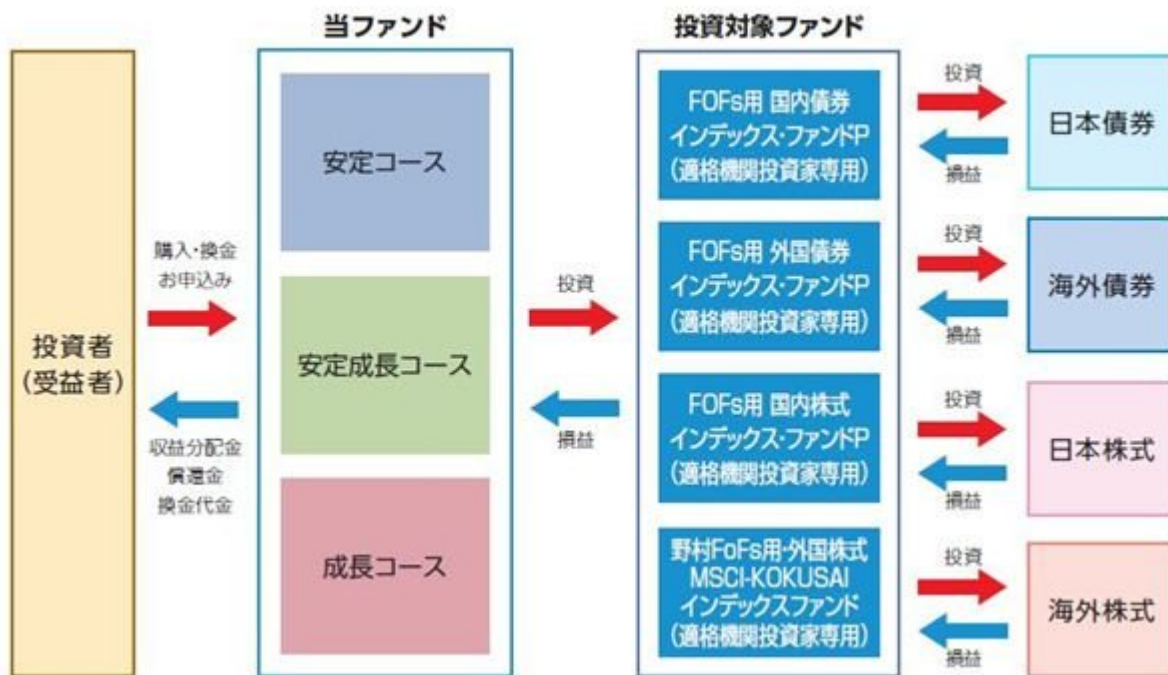 当ファンド
投資対象ファンド
投資者
(受益者)
購入・換金
お申込み
収益分配金
償還金
換金代金
安定コース
安定成長コース
成長コース
投資
損益
FOFs用 国内債券
インデックス・ファンドP
(適格機関投資家専用)
投資
損益
日本債券
FOFs用 外国債券
インデックス・ファンドP
(適格機関投資家専用)
投資
損益
海外債券
FOFs用 国内株式
インデックス・ファンドP
(適格機関投資家専用)
投資
損益
日本株式
野村FoFs用・外国株式
MSCI-KOKUSAI
インデックスファンド
(適格機関投資家専用)
投資
損益
海外株式